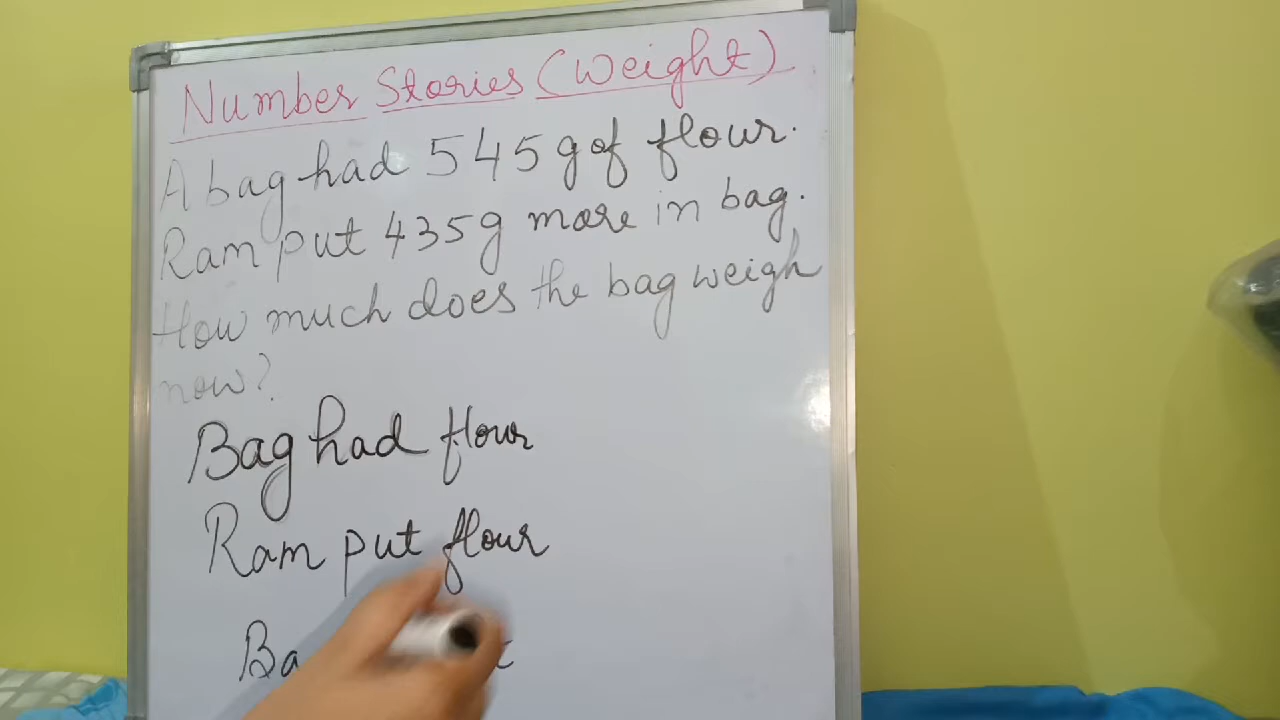 Number Stories (Weight)
A bag had 545g of flour.
Ram put 435g more in bag.
How much does the bag weigh
now?
Bag had flour
Ram put flour